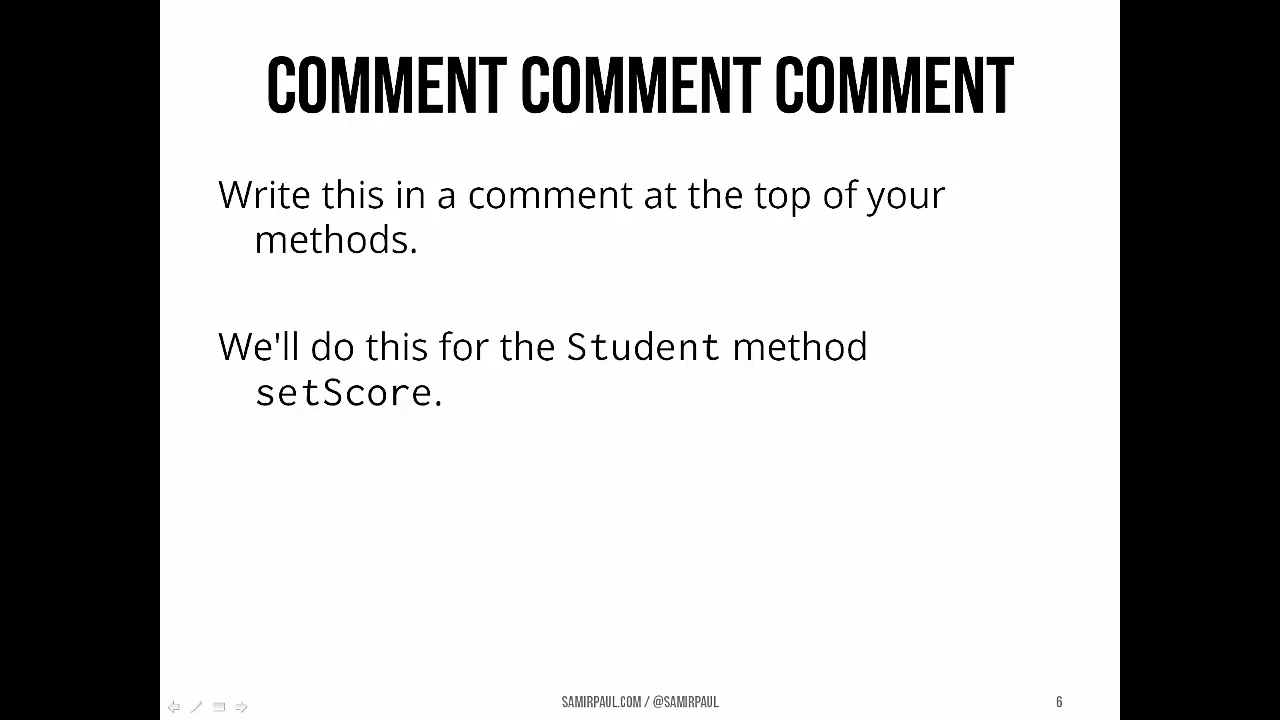 COMMENT COMMENT COMMENT
Write this in a comment at the top of your
methods.
We'll do this for the Student method
setScore.
SAMIRPAUL.COM / @SAMIRPAUL
6